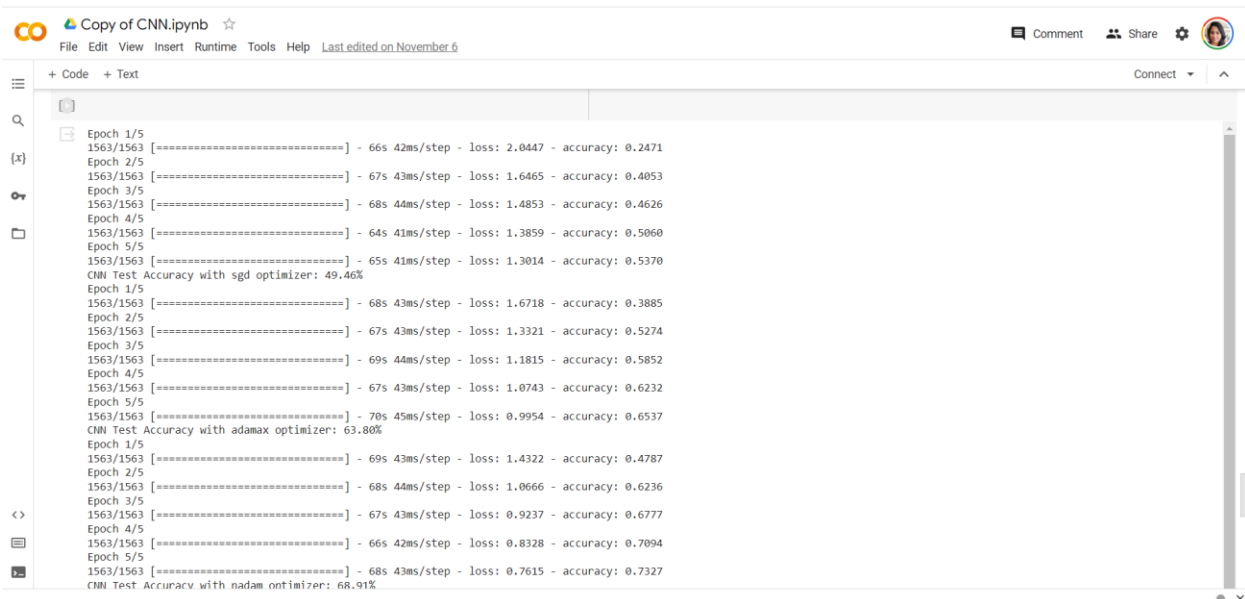 Copy of CNN.ipynb
File Edit View Insert Runtime Tools Help Last edited on November 6
Comment Share
+ Code + Text
Connect
[ ]
{x}
Epoch 1/5
1563/1563 [==============================] - 66s 42ms/step - loss: 2.0447 - accuracy: 0.2471
Epoch 2/5
1563/1563 [==============================] - 67s 43ms/step - loss: 1.6465 - accuracy: 0.4053
Epoch 3/5
1563/1563 [==============================] - 68s 44ms/step - loss: 1.4853 - accuracy: 0.4626
Epoch 4/5
1563/1563 [==============================] - 64s 41ms/step - loss: 1.3859 - accuracy: 0.5060
Epoch 5/5
1563/1563 [==============================] - 65s 41ms/step - loss: 1.3014 - accuracy: 0.5370
CNN Test Accuracy with sgd optimizer: 49.46%
Epoch 1/5
1563/1563 [==============================] - 68s 43ms/step - loss: 1.6718 - accuracy: 0.3885
Epoch 2/5
1563/1563 [==============================] - 67s 43ms/step - loss: 1.3321 - accuracy: 0.5274
Epoch 3/5
1563/1563 [==============================] - 69s 44ms/step - loss: 1.1815 - accuracy: 0.5852
Epoch 4/5
1563/1563 [==============================] - 67s 43ms/step - loss: 1.0743 - accuracy: 0.6232
Epoch 5/5
1563/1563 [==============================] - 70s 45ms/step - loss: 0.9954 - accuracy: 0.6537
CNN Test Accuracy with adamax optimizer: 63.80%
Epoch 1/5
1563/1563 [==============================] - 69s 43ms/step - loss: 1.4322 - accuracy: 0.4787
Epoch 2/5
1563/1563 [==============================] - 68s 44ms/step - loss: 1.0666 - accuracy: 0.6236
Epoch 3/5
1563/1563 [==============================] - 67s 43ms/step - loss: 0.9237 - accuracy: 0.6777
Epoch 4/5
1563/1563 [==============================] - 66s 42ms/step - loss: 0.8328 - accuracy: 0.7094
Epoch 5/5
1563/1563 [==============================] - 68s 43ms/step - loss: 0.7615 - accuracy: 0.7327
CNN Test Accuracy with nadam optimizer: 68.91%